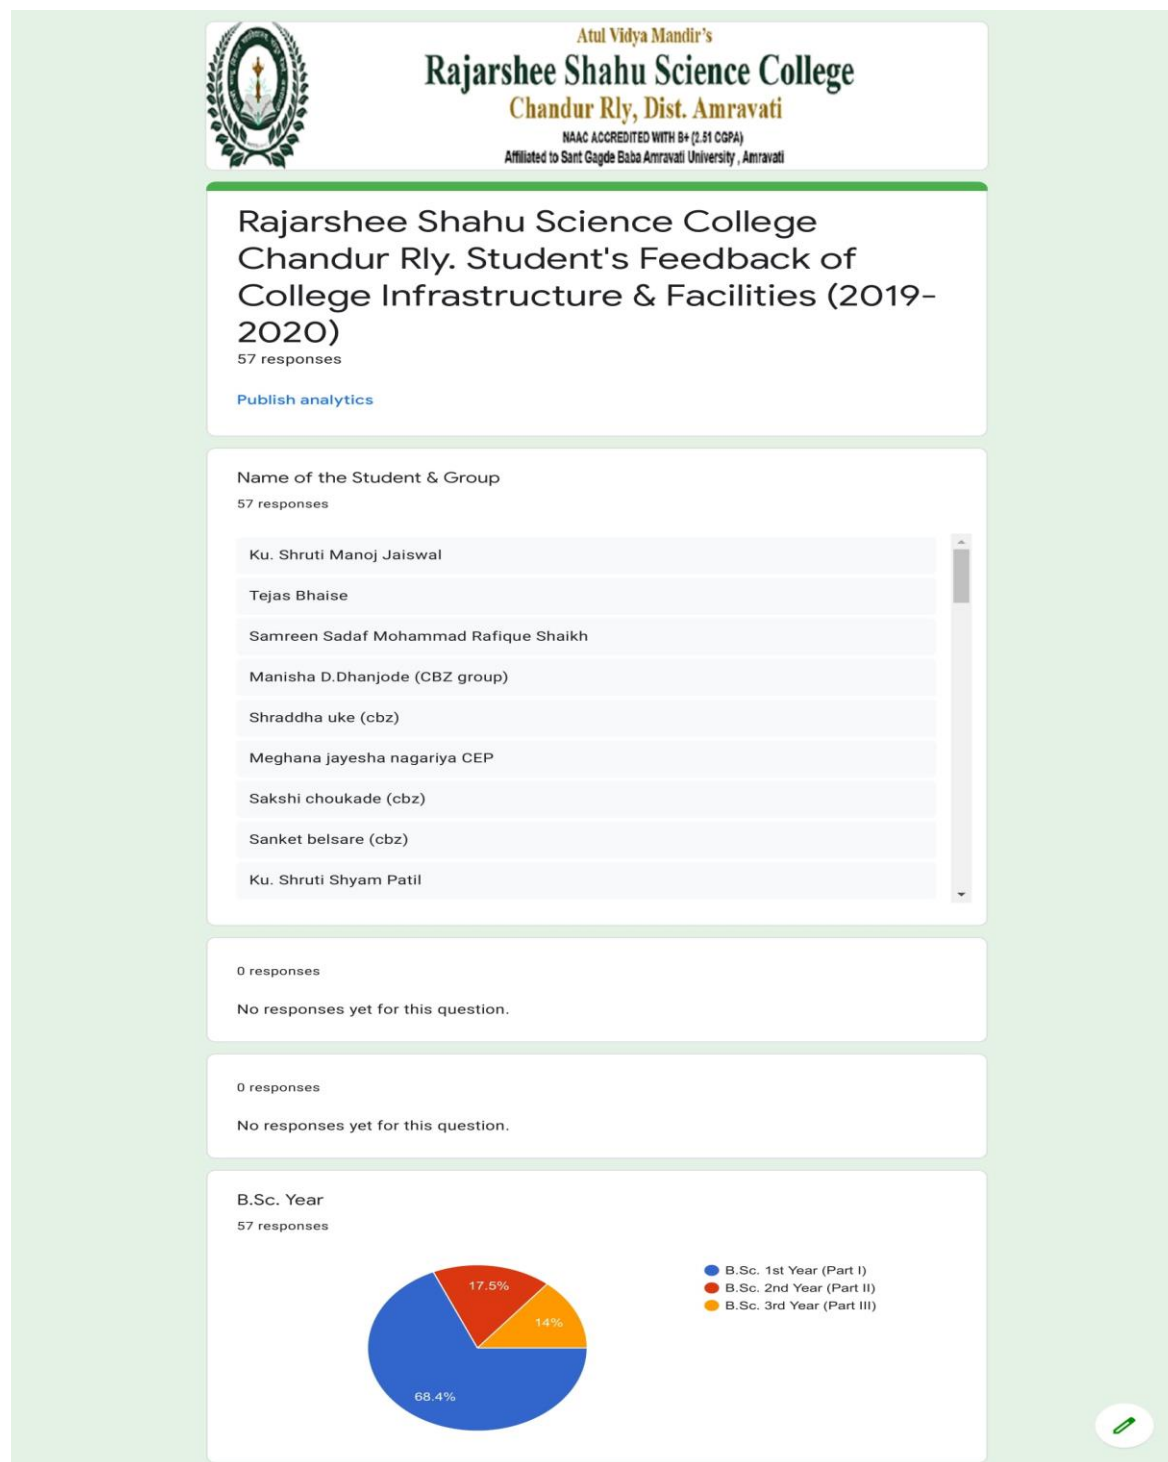 Atul Vidya Mandir's
Rajarshee Shahu Science College
Chandur Rly, Dist. Amravati
NAAC ACCREDITED WITH B+ (2.51 CGPA)
Affiliated to Sant Gagde Baba Amravati University , Amravati
Rajarshee Shahu Science College
Chandur Rly. Student's Feedback of
College Infrastructure & Facilities (2019-
2020)
57 responses
Publish analytics
Name of the Student & Group
57 responses
Ku. Shruti Manoj Jaiswal
Tejas Bhaise
Samreen Sadaf Mohammad Rafique Shaikh
Manisha D.Dhanjode (CBZ group)
Shraddha uke (cbz)
Meghana jayesha nagariya CEP
Sakshi choukade (cbz)
Sanket belsare (cbz)
Ku. Shruti Shyam Patil
0 responses
No responses yet for this question.
0 responses
No responses yet for this question.
B.Sc. Year
57 responses
B.Sc. 1st Year (Part I)
B.Sc. 2nd Year (Part II)
B.Sc. 3rd Year (Part III)
17.5%
14%
68.4%